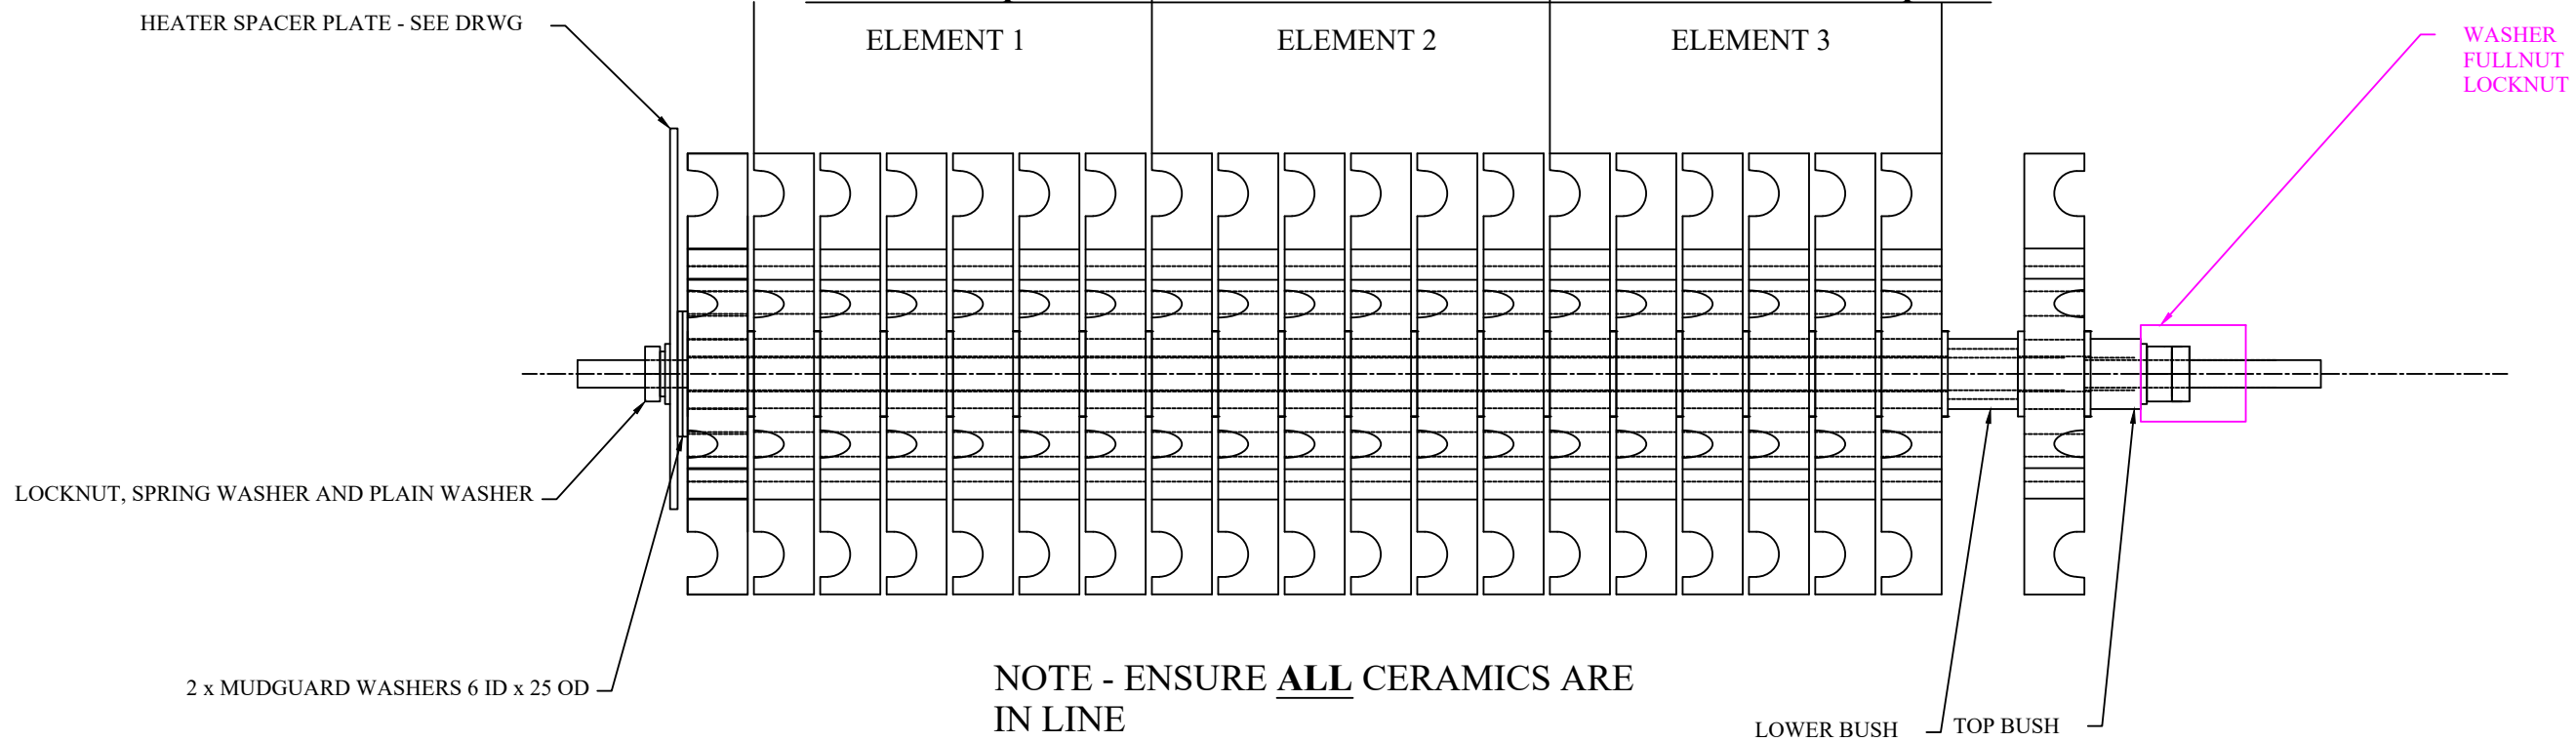 HEATER SPACER PLATE - SEE DRWG
ELEMENT 1
ELEMENT 2
ELEMENT 3
WASHER
FULLNUT
LOCKNUT
LOCKNUT, SPRING WASHER AND PLAIN WASHER
2 x MUDGUARD WASHERS 6 ID x 25 OD
NOTE - ENSURE ALL CERAMICS ARE
IN LINE
LOWER BUSH
TOP BUSH